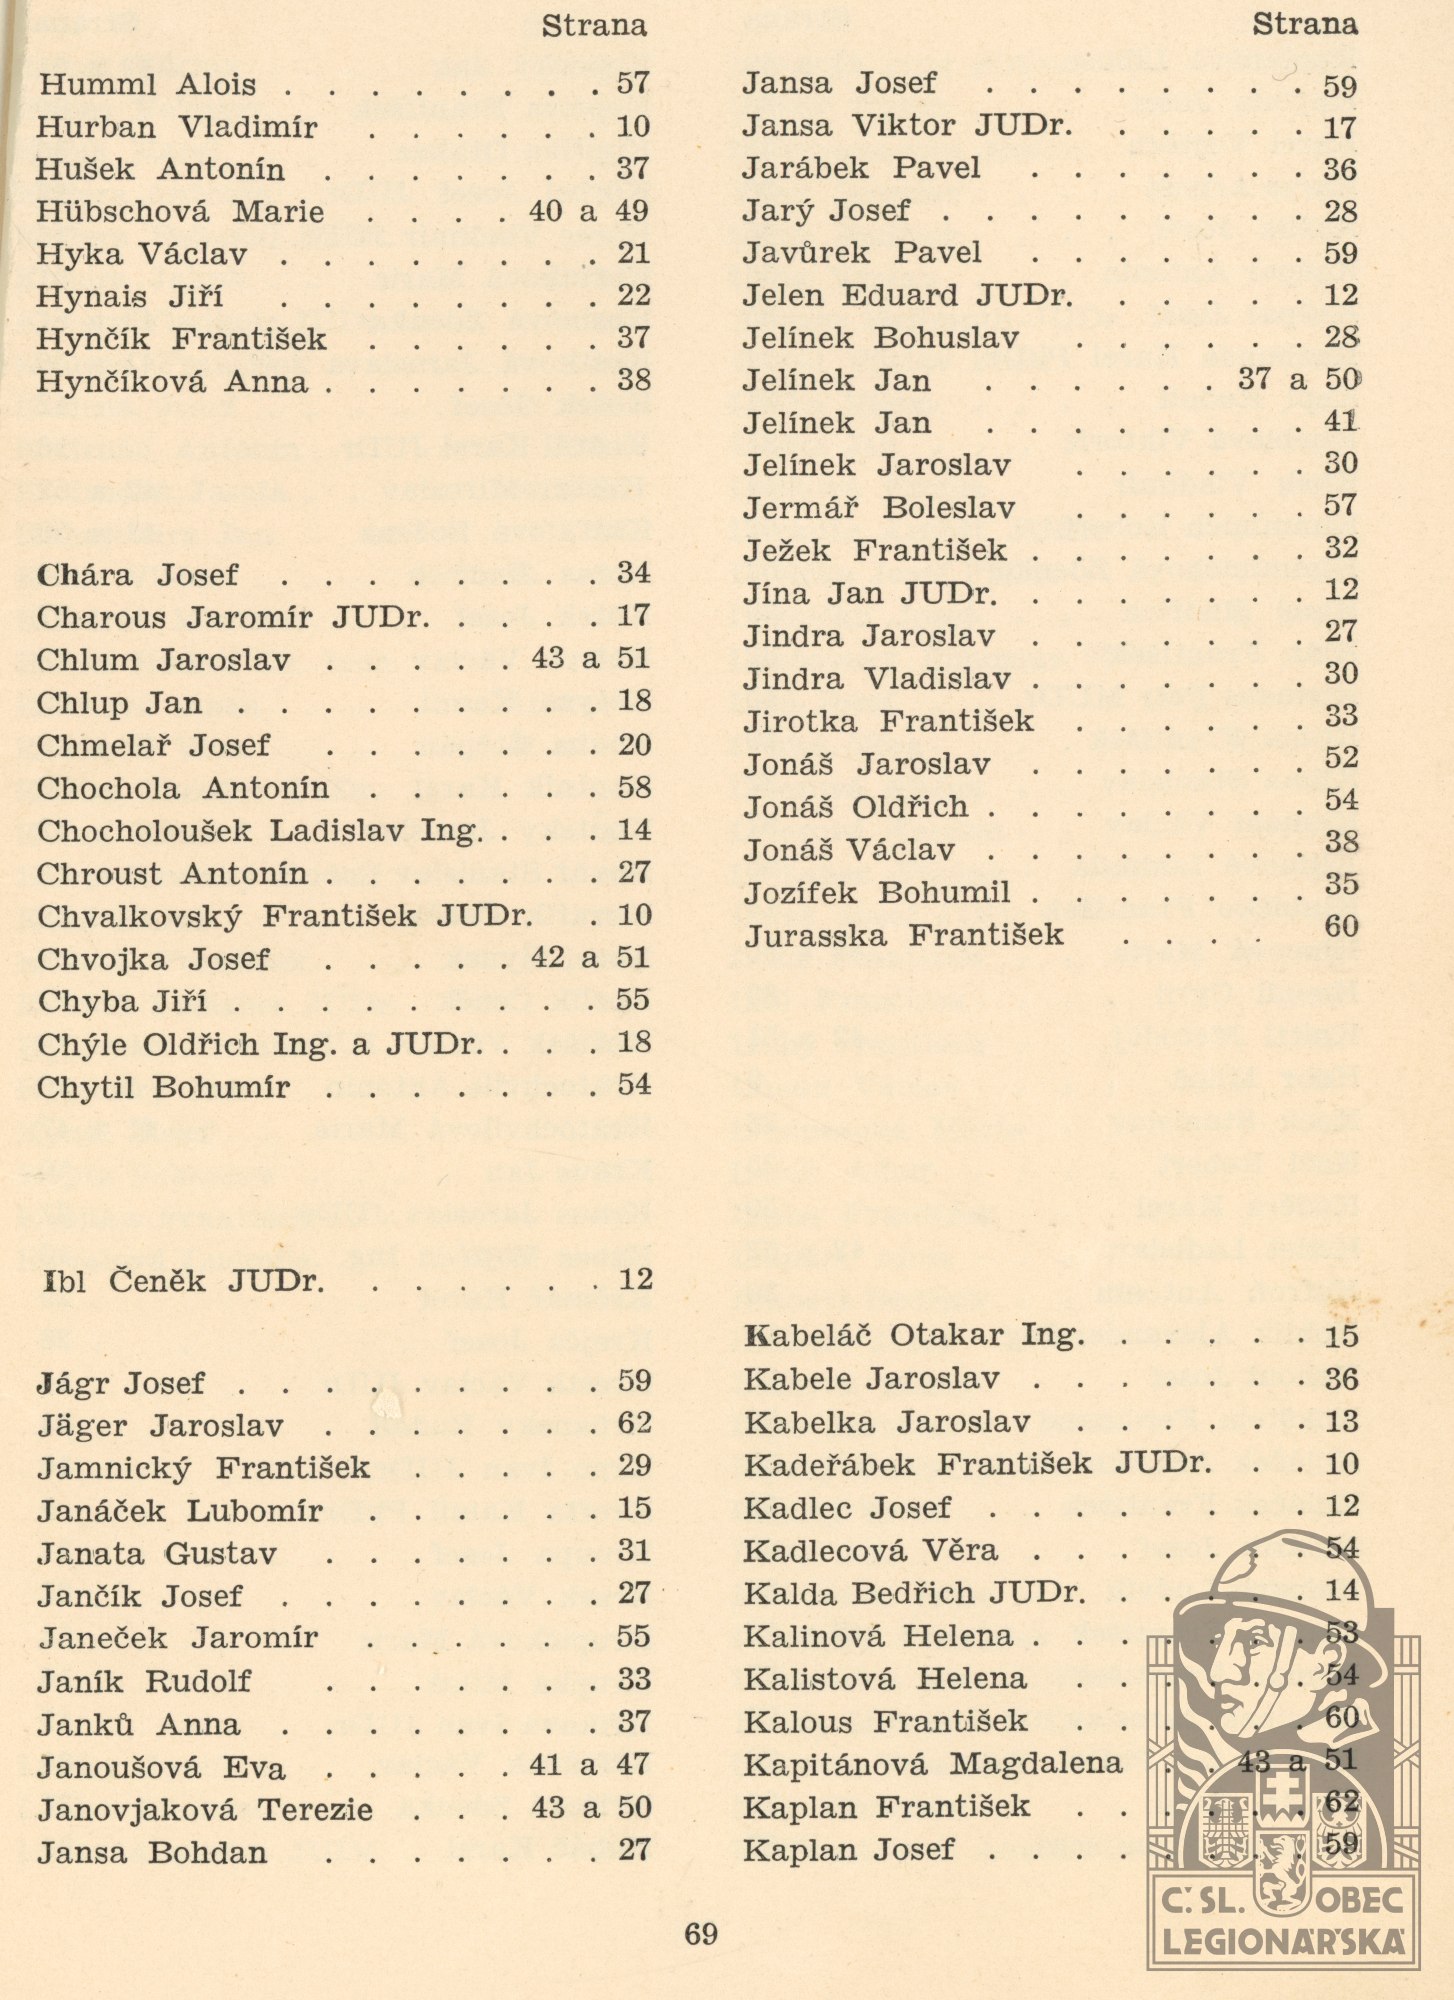 Strana
Humml Alois . . . . . . . . 57
Hurban Vladimír . . . . . . 10
Hušek Antonín . . . . . . . 37
Hübschová Marie . . . . 40 a 49
Hyka Václav . . . . . . . . 21
Hynais Jiří . . . . . . . . 22
Hynčík František . . . . . . 37
Hynčíková Anna . . . . . . . 38
Chára Josef . . . . . . . . 34
Charous Jaromír JUDr. . . . . 17
Chlum Jaroslav . . . . . 43 a 51
Chlup Jan . . . . . . . . . 18
Chmelař Josef . . . . . . . 20
Chochola Antonín . . . . . . 58
Chocholoušek Ladislav Ing. . . . 14
Chroust Antonín . . . . . . . 27
Chvalkovský František JUDr. . 10
Chvojka Josef . . . . . 42 a 51
Chyba Jiří . . . . . . . . . 55
Chýle Oldřich Ing. a JUDr. . . . 18
Chytil Bohumír . . . . . . . 54
Ibl Čeněk JUDr. . . . . . . 12
Jágr Josef . . . . . . . . . 59
Jäger Jaroslav . . . . . . . 62
Jamnický František . . . . . 29
Janáček Lubomír . . . . . . 15
Janata Gustav . . . . . . . 31
Jančík Josef . . . . . . . . 27
Janeček Jaromír . . . . . . 55
Janík Rudolf . . . . . . . 33
Janků Anna . . . . . . . . 37
Janoušová Eva . . . . . 41 a 47
Janovjaková Terezie . . . 43 a 50
Jansa Bohdan . . . . . . . 27
Strana
Jansa Josef . . . . . . . . 59
Jansa Viktor JUDr. . . . . . 17
Jarábek Pavel . . . . . . . 36
Jarý Josef . . . . . . . . . 28
Javůrek Pavel . . . . . . . 59
Jelen Eduard JUDr. . . . . . 12
Jelínek Bohuslav . . . . . . 28
Jelínek Jan . . . . . . 37 a 50
Jelínek Jan . . . . . . . . 41
Jelínek Jaroslav . . . . . . 30
Jermář Boleslav . . . . . . 57
Ježek František . . . . . . . 32
Jína Jan JUDr. . . . . . . . 12
Jindra Jaroslav . . . . . . . 27
Jindra Vladislav . . . . . . . 30
Jirotka František . . . . . . 33
Jonáš Jaroslav . . . . . . . 52
Jonáš Oldřich . . . . . . . . 54
Jonáš Václav . . . . . . . . 38
Jozífek Bohumil . . . . . . . 35
Jurasska František . . . . 60
Kabeláč Otakar Ing. . . . . . 15
Kabele Jaroslav . . . . . . . 36
Kabelka Jaroslav . . . . . . 13
Kadeřábek František JUDr. . . 10
Kadlec Josef . . . . . . . . 12
Kadlecová Věra . . . . . . . 54
Kalda Bedřich JUDr. . . . . . 14
Kalinová Helena . . . . . . . 53
Kalistová Helena . . . . . . 54
Kalous František . . . . . . 60
Kapitánová Magdalena . . 43 a 51
Kaplan František . . . . . . 62
Kaplan Josef . . . . . . . . 59
69
Č. SL. OBEC
LEGIONÁŘSKÁ